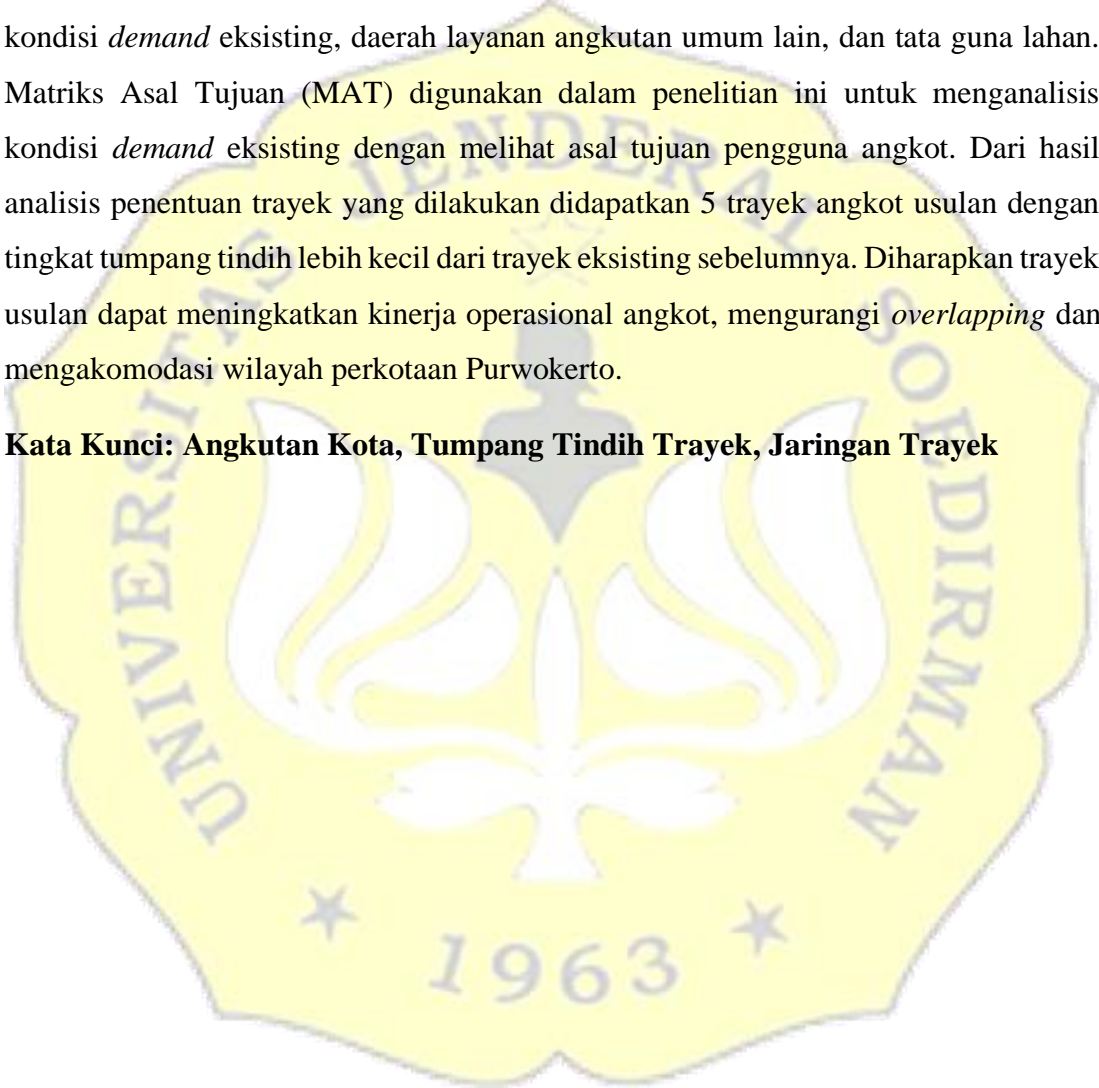 kondisi demand eksisting, daerah layanan angkutan umum lain, dan tata guna lahan.
Matriks Asal Tujuan (MAT) digunakan dalam penelitian ini untuk menganalisis
kondisi demand eksisting dengan melihat asal tujuan pengguna angkot. Dari hasil
analisis penentuan trayek yang dilakukan didapatkan 5 trayek angkot usulan dengan
tingkat tumpang tindih lebih kecil dari trayek eksisting sebelumnya. Diharapkan trayek
usulan dapat meningkatkan kinerja operasional angkot, mengurangi overlapping dan
mengakomodasi wilayah perkotaan Purwokerto.
Kata Kunci: Angkutan Kota, Tumpang Tindih Trayek, Jaringan Trayek
UNIVERSITAS JENDERAL SOEDIRMAN
1963